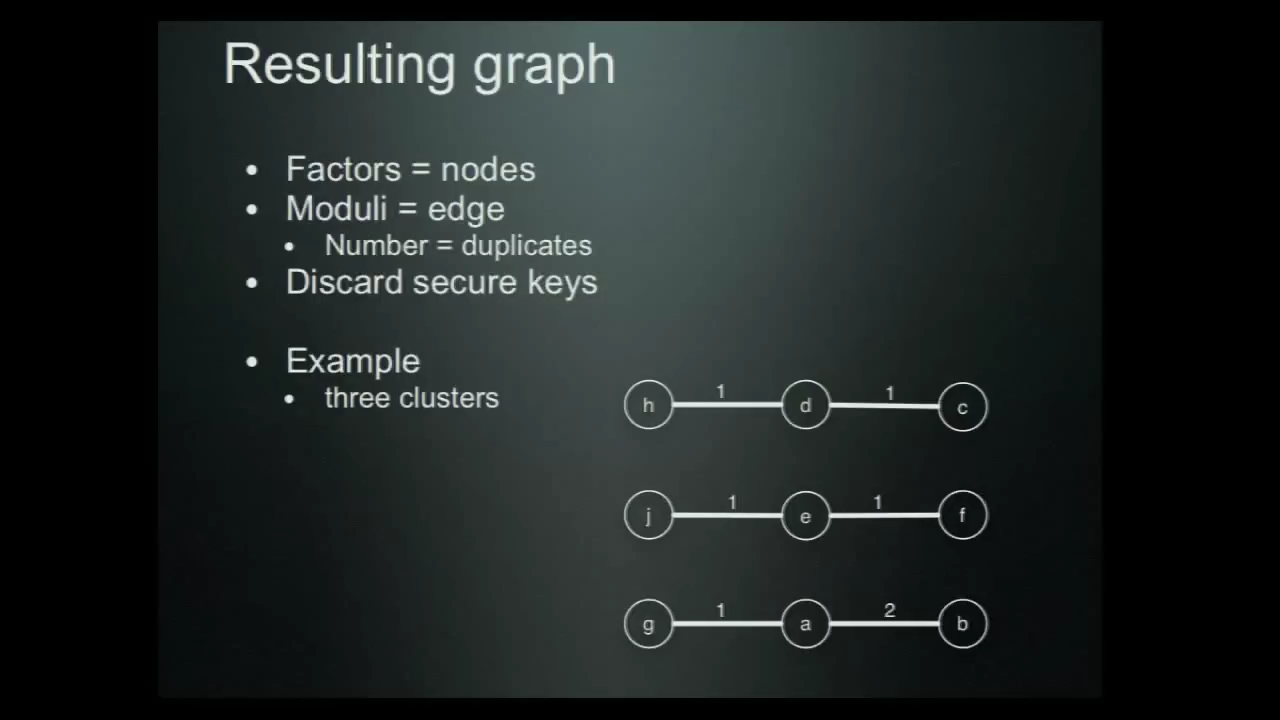 Resulting graph
• Factors = nodes
• Moduli = edge
• Number = duplicates
• Discard secure keys
• Example
• three clusters
h 1 d 1 c
j 1 e 1 f
g 1 a 2 b